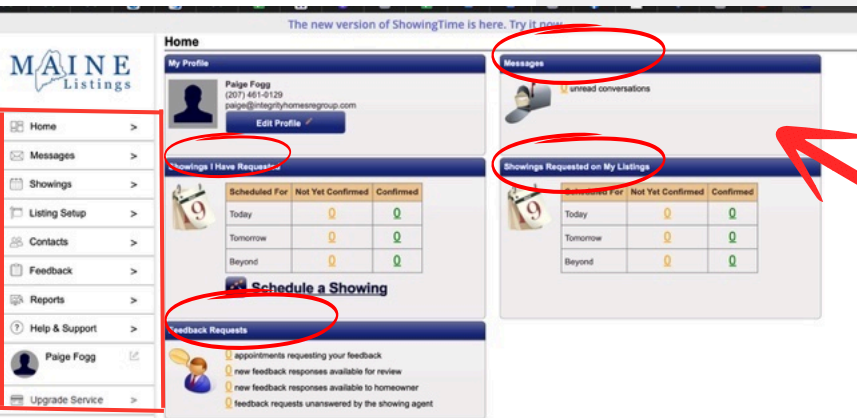 The new version of ShowingTime is here. Try it now
MAINE
Listings
Home >
Messages >
Showings >
Listing Setup >
Contacts >
Feedback >
Reports >
Help & Support >
Paige Fogg
Upgrade Service >
Home
My Profile
Paige Fogg
(207) 461-0129
paige@integrityhomesregroup.com
Edit Profile
Messages
0 unread conversations
Showings I Have Requested
9
Scheduled For Not Yet Confirmed Confirmed
Today 0 0
Tomorrow 0 0
Beyond 0 0
Schedule a Showing
Showings Requested on My Listings
9
Scheduled For Not Yet Confirmed Confirmed
Today 0 0
Tomorrow 0 0
Beyond 0 0
Feedback Requests
0 appointments requesting your feedback
0 new feedback responses available for review
0 new feedback responses available to homeowner
0 feedback requests unanswered by the showing agent